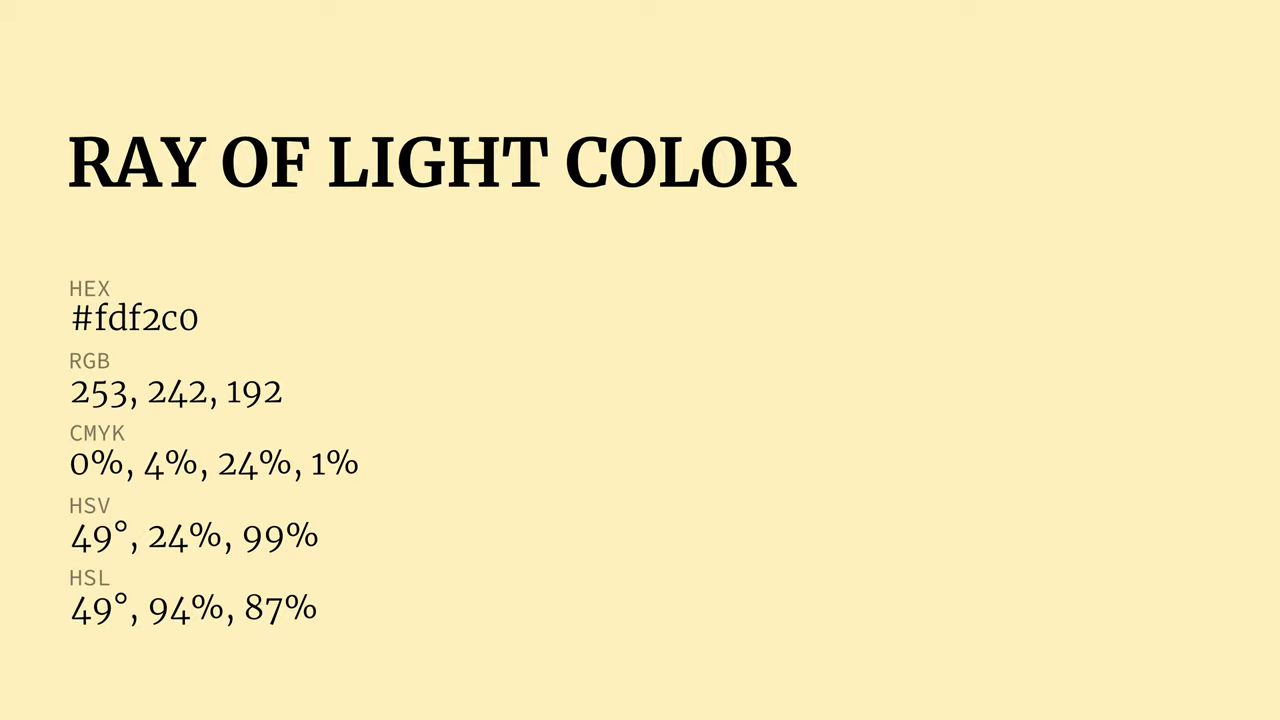 RAY OF LIGHT COLOR
HEX
#fdf2c0
RGB
253, 242, 192
CMYK
0%, 4%, 24%, 1%
HSV
49°, 24%, 99%
HSL
49°, 94%, 87%